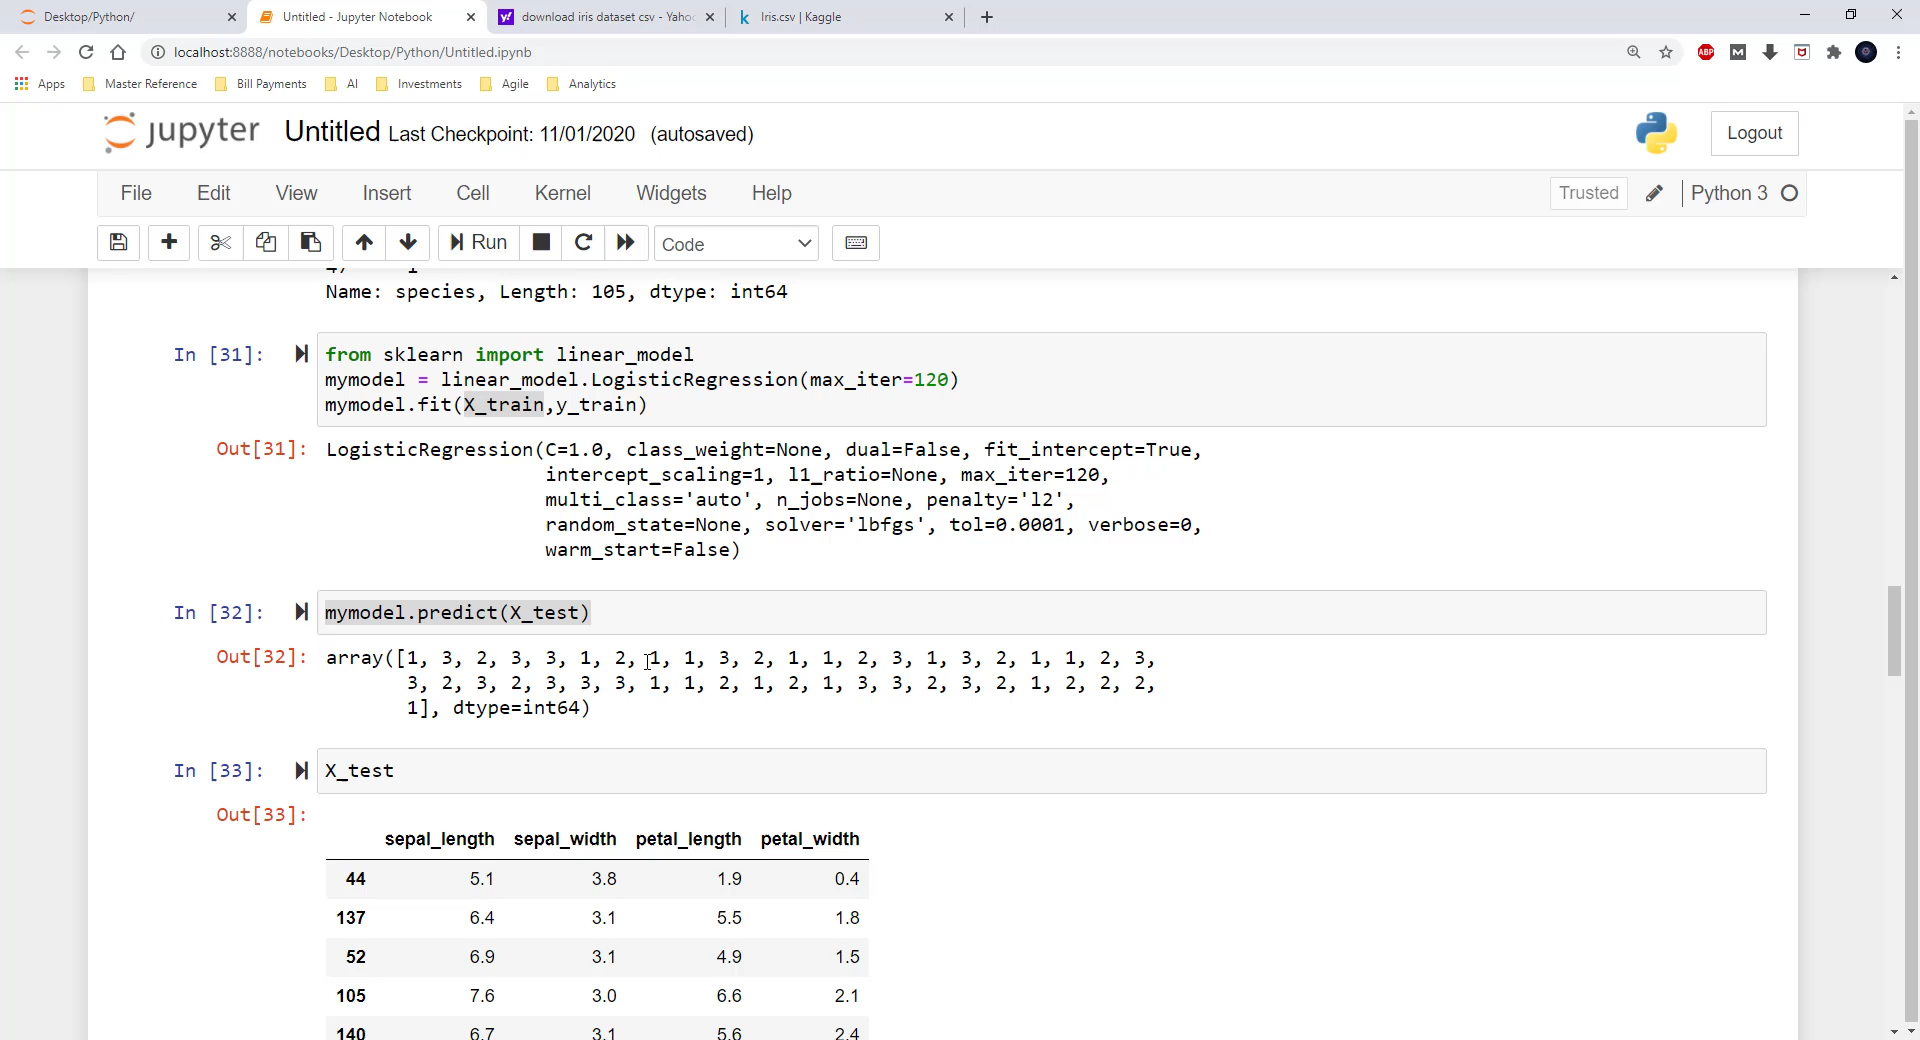 Desktop/Python/
Untitled - Jupyter Notebook
download iris dataset csv - Yahoo
Iris.csv | Kaggle
localhost:8888/notebooks/Desktop/Python/Untitled.ipynb
ABP
Apps Master Reference Bill Payments AI Investments Agile Analytics
jupyter Untitled Last Checkpoint: 11/01/2020 (autosaved)
Logout
File Edit View Insert Cell Kernel Widgets Help
Trusted Python 3
Run Code
Name: species, Length: 105, dtype: int64
In [31]: from sklearn import linear_model
mymodel = linear_model.LogisticRegression(max_iter=120)
mymodel.fit(X_train,y_train)
Out[31]: LogisticRegression(C=1.0, class_weight=None, dual=False, fit_intercept=True,
intercept_scaling=1, l1_ratio=None, max_iter=120,
multi_class='auto', n_jobs=None, penalty='l2',
random_state=None, solver='lbfgs', tol=0.0001, verbose=0,
warm_start=False)
In [32]: mymodel.predict(X_test)
Out[32]: array([1, 3, 2, 3, 3, 1, 2, 1, 1, 3, 2, 1, 1, 2, 3, 1, 3, 2, 1, 1, 2, 3,
3, 2, 3, 2, 3, 3, 3, 1, 1, 2, 1, 2, 1, 3, 3, 2, 3, 2, 1, 2, 2, 2,
1], dtype=int64)
In [33]: X_test
Out[33]:
sepal_length sepal_width petal_length petal_width
44 5.1 3.8 1.9 0.4
137 6.4 3.1 5.5 1.8
52 6.9 3.1 4.9 1.5
105 7.6 3.0 6.6 2.1
140 6.7 3.1 5.6 2.4